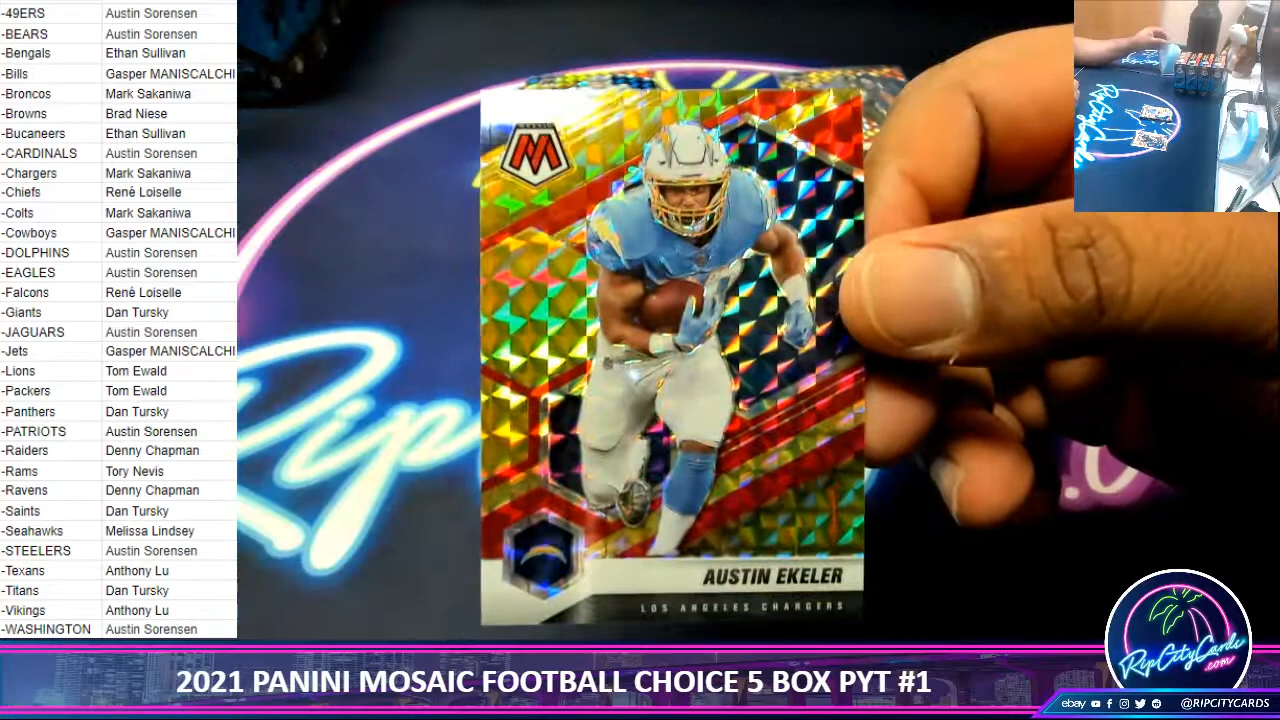 -49ERS Austin Sorensen
-BEARS Austin Sorensen
-Bengals Ethan Sullivan
-Bills Gasper MANISCALCHI
-Broncos Mark Sakaniwa
-Browns Brad Niese
-Bucaneers Ethan Sullivan
-CARDINALS Austin Sorensen
-Chargers Mark Sakaniwa
-Chiefs René Loiselle
-Colts Mark Sakaniwa
-Cowboys Gasper MANISCALCHI
-DOLPHINS Austin Sorensen
-EAGLES Austin Sorensen
-Falcons René Loiselle
-Giants Dan Tursky
-JAGUARS Austin Sorensen
-Jets Gasper MANISCALCHI
-Lions Tom Ewald
-Packers Tom Ewald
-Panthers Dan Tursky
-PATRIOTS Austin Sorensen
-Raiders Denny Chapman
-Rams Tory Nevis
-Ravens Denny Chapman
-Saints Dan Tursky
-Seahawks Melissa Lindsey
-STEELERS Austin Sorensen
-Texans Anthony Lu
-Titans Dan Tursky
-Vikings Anthony Lu
-WASHINGTON Austin Sorensen
Rip
MOSAIC
AUSTIN EKELER
LOS ANGELES CHARGERS
RipCityCards
.com
2021 PANINI MOSAIC FOOTBALL CHOICE 5 BOX PYT #1
ebay @RIPCITYCARDS